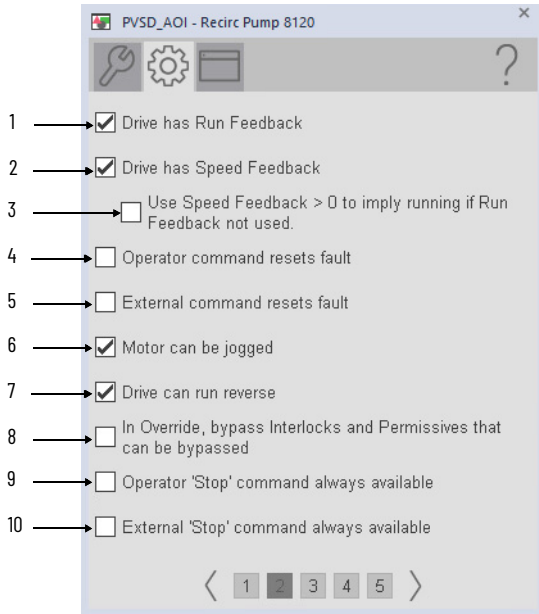 PVSD_AOI - Recirc Pump 8120
×
?
1
Drive has Run Feedback
2
Drive has Speed Feedback
3
Use Speed Feedback > 0 to imply running if Run
Feedback not used.
4
Operator command resets fault
5
External command resets fault
6
Motor can be jogged
7
Drive can run reverse
8
In Override, bypass Interlocks and Permissives that
can be bypassed
9
Operator 'Stop' command always available
10
External 'Stop' command always available
1 2 3 4 5